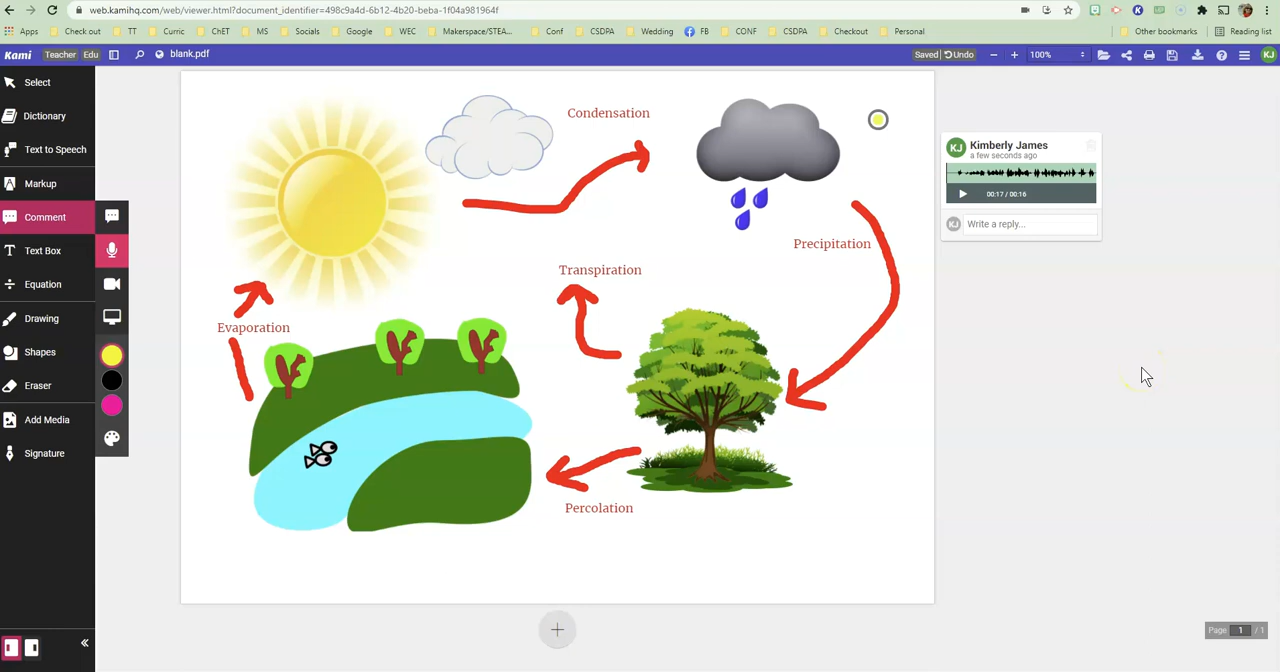 web.kamihq.com/web/viewer.html?document_identifier=498c9a4d-6b12-4b20-beba-1f04a981964f
Apps Check out TT Curric ChET MS Socials Google WEC Makerspace/STEA... Conf CSDPA Wedding FB CONF CSDPA Checkout Personal Other bookmarks Reading list
Kami Teacher Edu blank.pdf Saved Undo 100% KJ
Select
Dictionary
Text to Speech
Markup
Comment
Text Box
Equation
Drawing
Shapes
Eraser
Add Media
Signature
Condensation
Precipitation
Transpiration
Evaporation
Percolation
KJ Kimberly James
a few seconds ago
00:17 / 00:16
KJ Write a reply...
Page 1 / 1